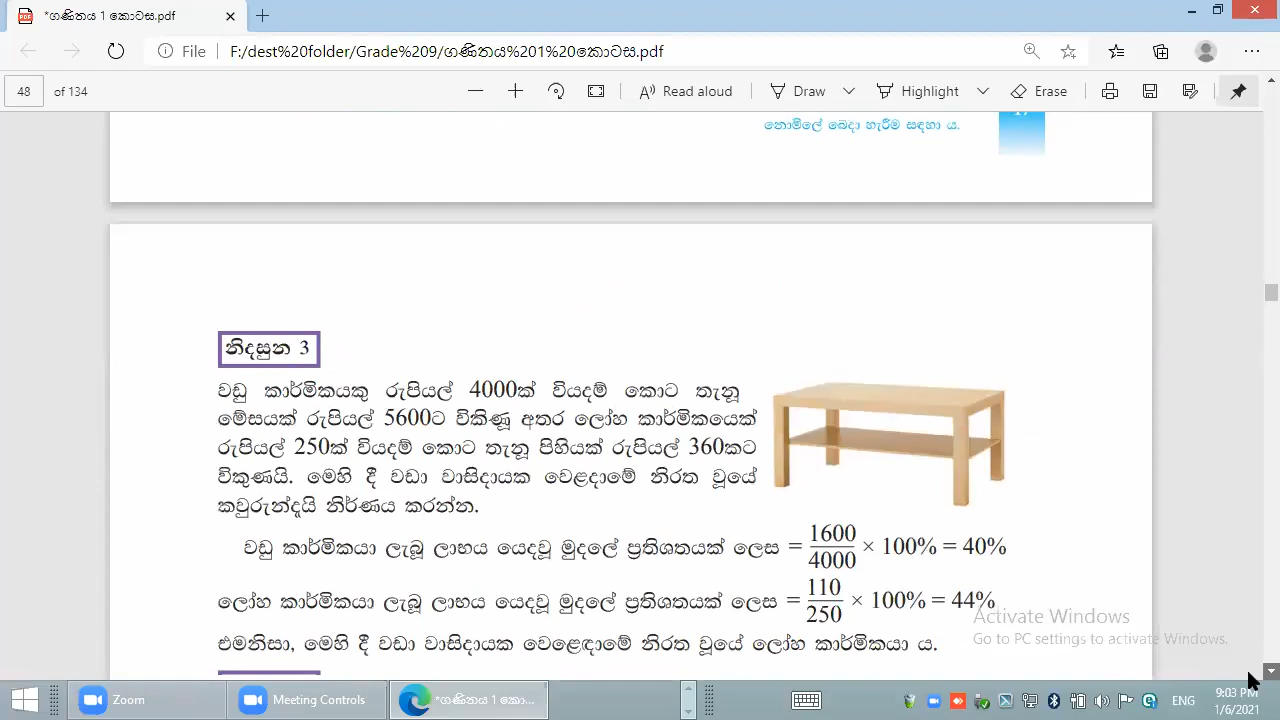 *ගණිතය 1 කොටස.pdf
File F:/dest%20folder/Grade%209/ගණිතය%201%20කොටස.pdf
48 of 134 Read aloud Draw Highlight Erase
නොමිලේ බෙදා හැරීම සඳහා ය.
නිදසුන 3
වඩු කාර්මිකයකු රුපියල් 4000ක් වියදම් කොට තැනූ
මේසයක් රුපියල් 5600ට විකිණූ අතර ලෝහ කාර්මිකයෙක්
රුපියල් 250ක් වියදම් කොට තැනූ පිහියක් රුපියල් 360කට
විකුණයි. මෙහි දී වඩා වාසිදායක වෙළදාමේ නිරත වූයේ
කවුරුන්දැයි නිර්ණය කරන්න.
වඩු කාර්මිකයා ලැබූ ලාභය යෙදවූ මුදලේ ප්‍රතිශතයක් ලෙස = 1600/4000 × 100% = 40%
ලෝහ කාර්මිකයා ලැබූ ලාභය යෙදවූ මුදලේ ප්‍රතිශතයක් ලෙස = 110/250 × 100% = 44%
එමනිසා, මෙහි දී වඩා වාසිදායක වෙළෙඳාමේ නිරත වූයේ ලෝහ කාර්මිකයා ය.
Activate Windows
Go to PC settings to activate Windows.
Zoom Meeting Controls *ගණිතය 1 කො... ENG 9:03 PM
1/6/2021